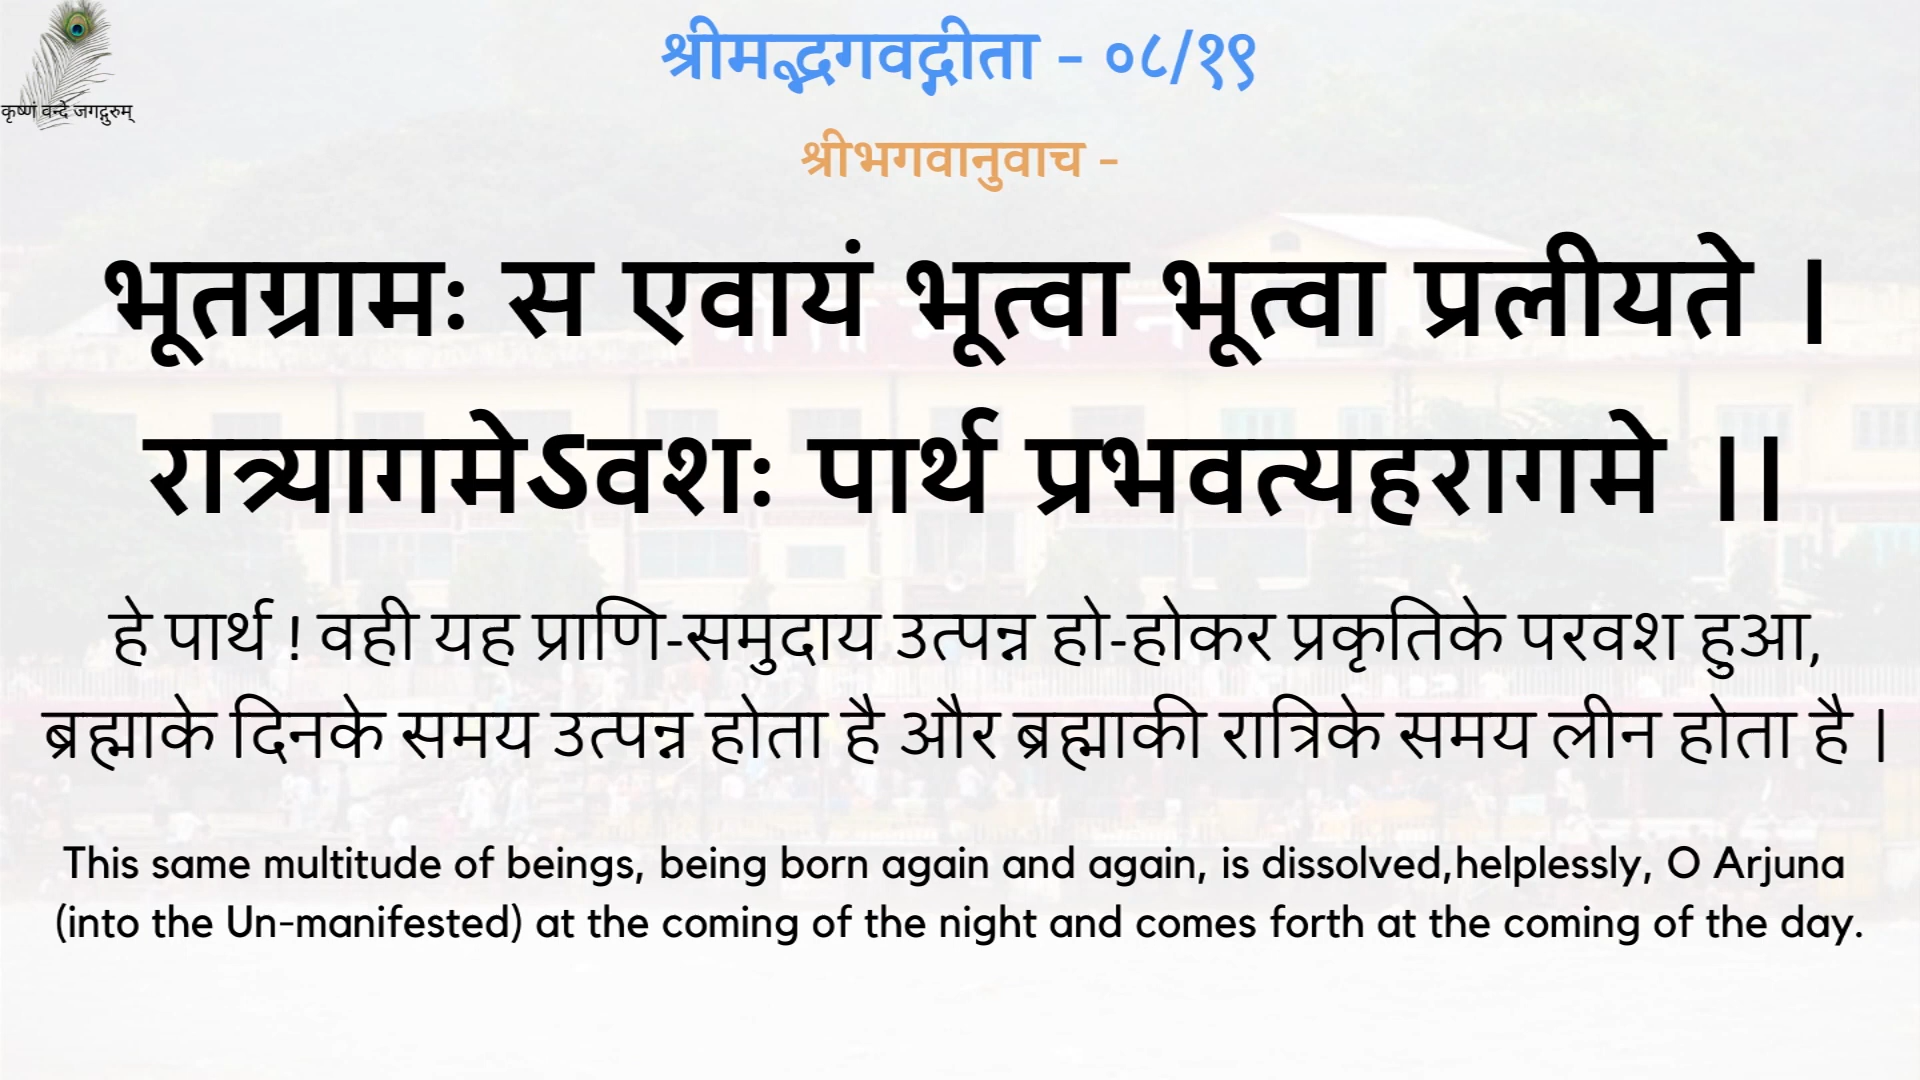 श्रीमद्भगवद्गीता - ०८/१९
कृष्णं वन्दे जगद्गुरुम्
श्रीभगवानुवाच -
भूतग्रामः स एवायं भूत्वा भूत्वा प्रलीयते ।
रात्र्यागमेऽवशः पार्थ प्रभवत्यहरागमे ।।
हे पार्थ ! वही यह प्राणि-समुदाय उत्पन्न हो-होकर प्रकृतिके परवश हुआ,
ब्रह्माके दिनके समय उत्पन्न होता है और ब्रह्माकी रात्रिके समय लीन होता है |
This same multitude of beings, being born again and again, is dissolved,helplessly, O Arjuna
(into the Un-manifested) at the coming of the night and comes forth at the coming of the day.